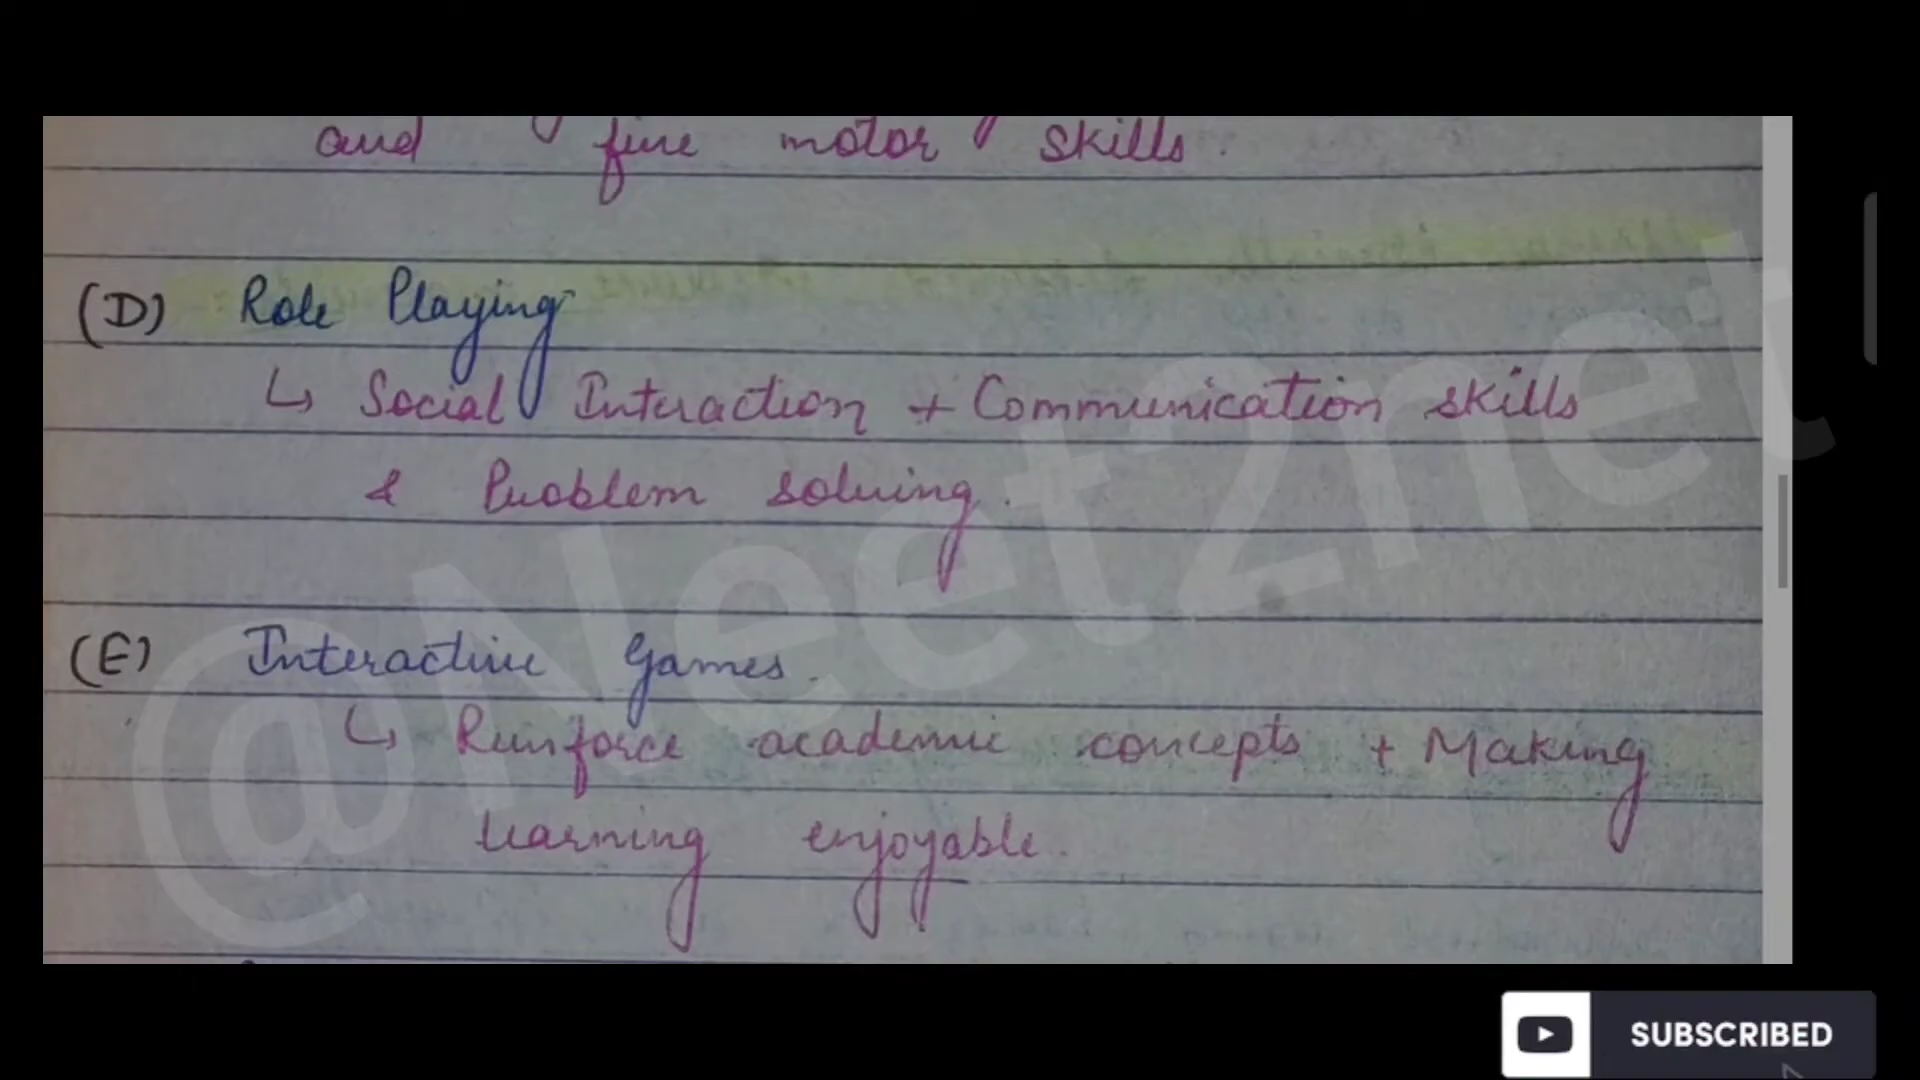 and fine motor skills.
(D) Role Playing
↳ Social Interaction + Communication skills
& Problem solving.
(E) Interactive games.
↳ Reinforce academic concepts + Making
learning enjoyable.
@Neet2net
SUBSCRIBED